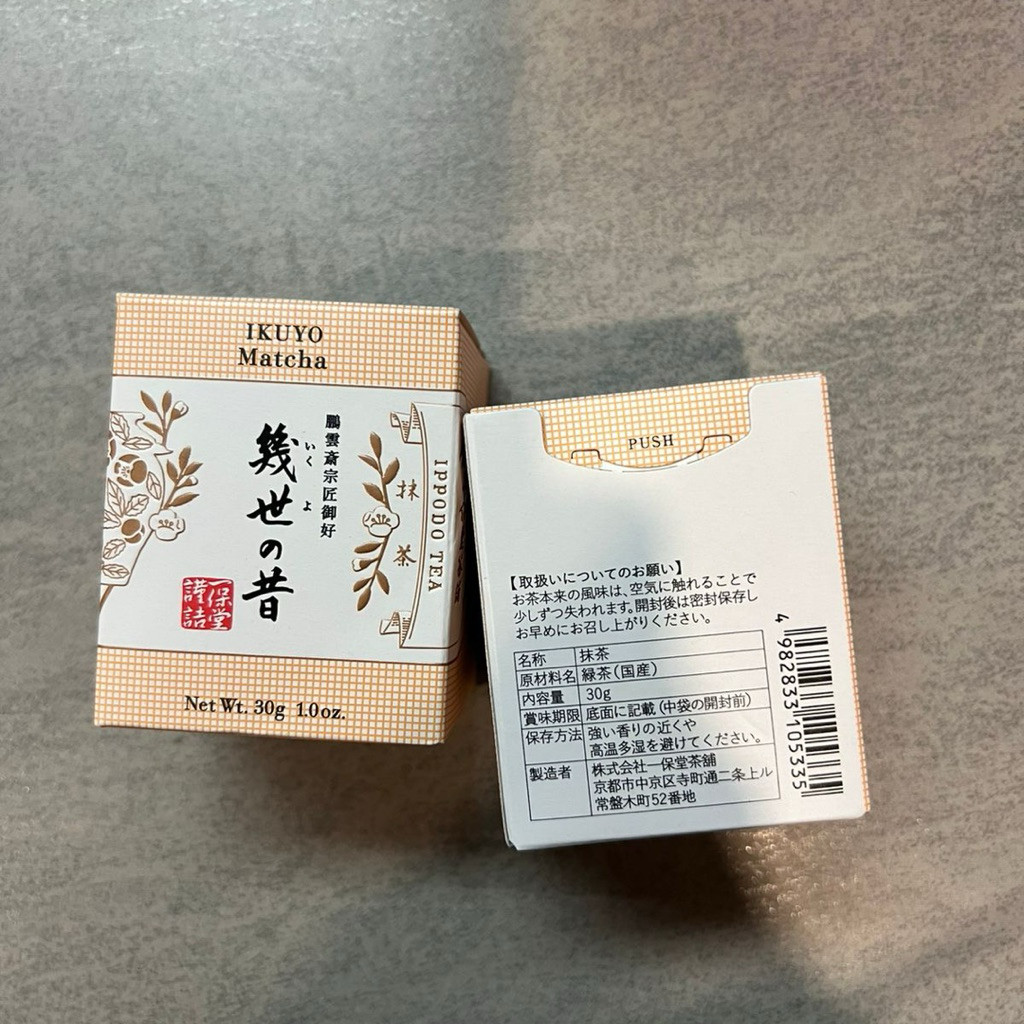 IKUYO
Matcha
鵬雲斎宗匠御好
幾世の昔
いく よ
一保堂
謹詰
抹茶
IPPODO TEA
Net Wt. 30g 1.0 oz.
PUSH
【取扱いについてのお願い】
お茶本来の風味は、空気に触れることで
少しずつ失われます。開封後は密封保存し
お早めにお召し上がりください。
名称 抹茶
原材料名 緑茶（国産）
内容量 30g
賞味期限 底面に記載（中袋の開封前）
保存方法 強い香りの近くや
高温多湿を避けてください。
製造者 株式会社一保堂茶舗
京都市中京区寺町通二条上ル
常盤木町52番地
4 982833 105335